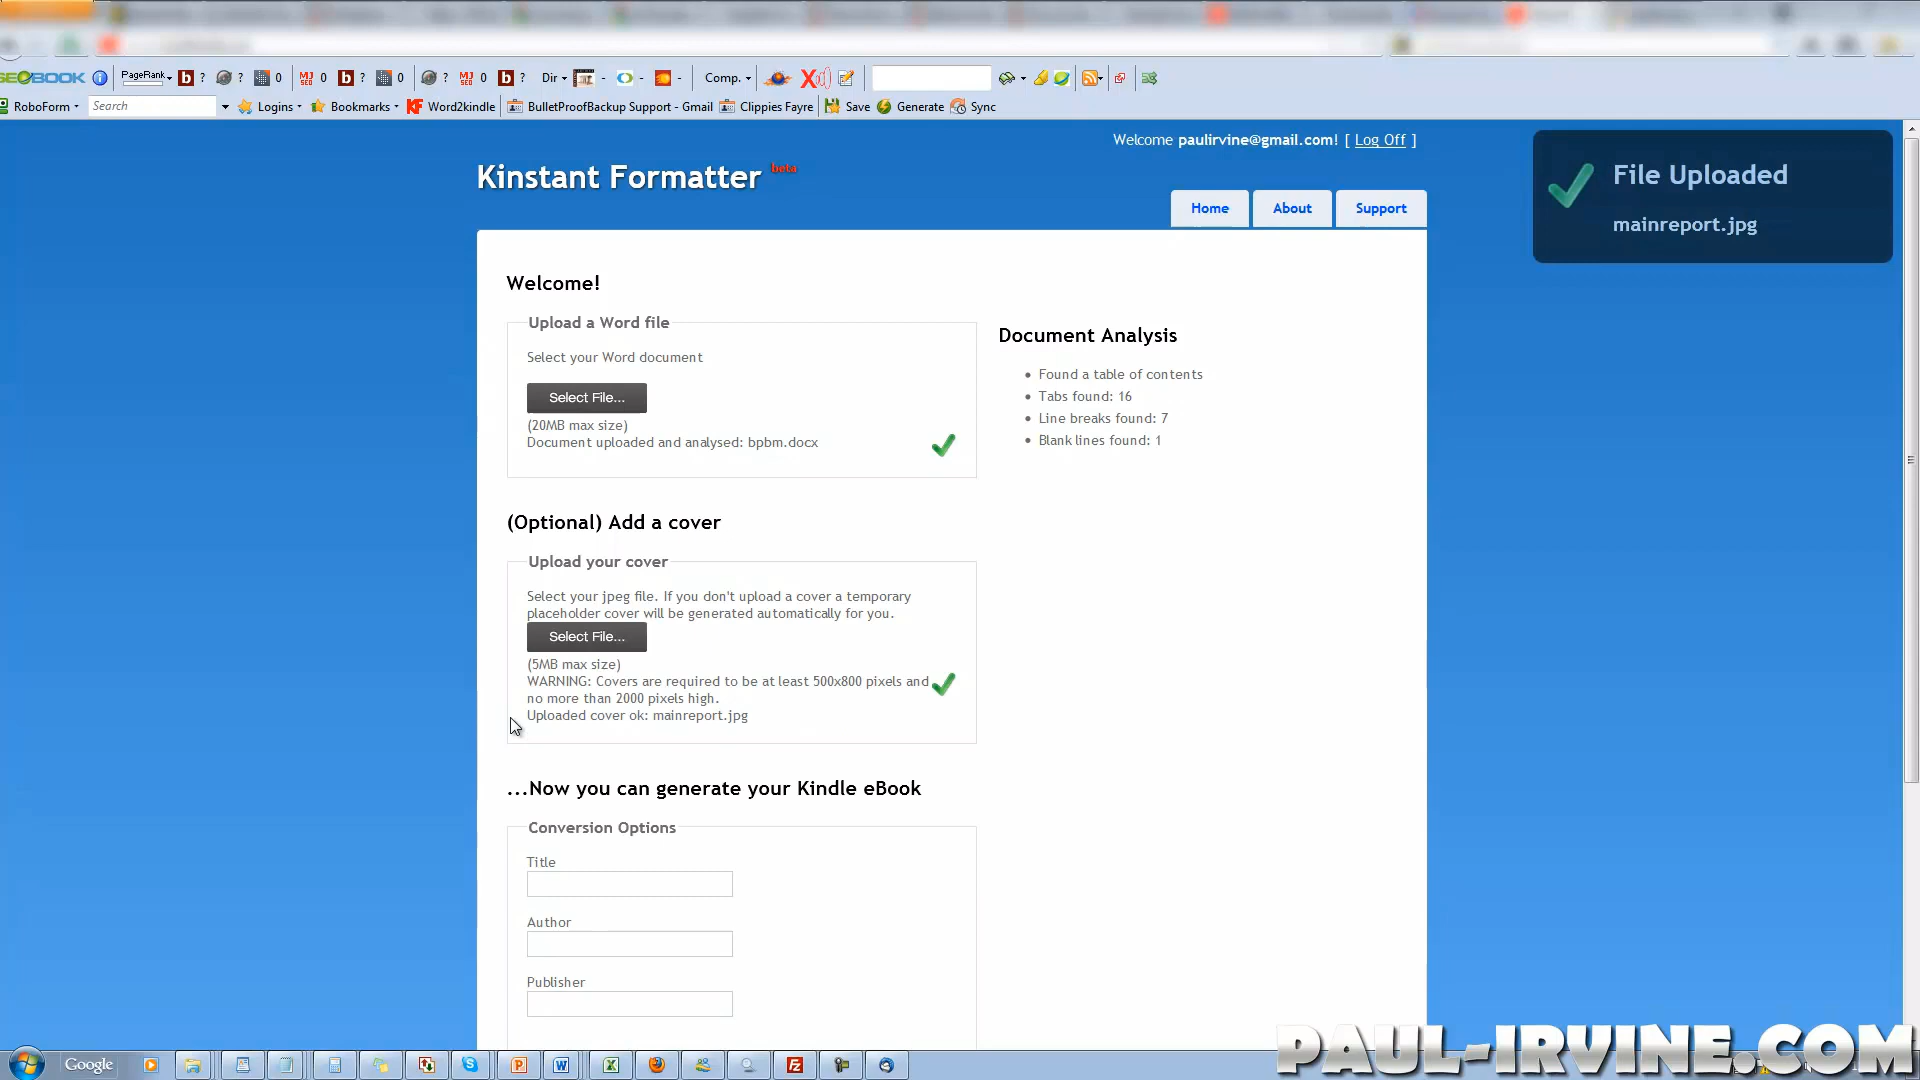 SEOBOOK PageRank ? ? 0 0 ? 0 ? 0 ? Dir - - - Comp.
RoboForm Search Logins Bookmarks Word2kindle BulletProofBackup Support - Gmail Clippies Fayre Save Generate Sync
Welcome paulirvine@gmail.com! [ Log Off ]
Kinstant Formatter beta
Home About Support
File Uploaded
mainreport.jpg
Welcome!
Upload a Word file
Select your Word document
Select File...
(20MB max size)
Document uploaded and analysed: bpbm.docx
Document Analysis
Found a table of contents
Tabs found: 16
Line breaks found: 7
Blank lines found: 1
(Optional) Add a cover
Upload your cover
Select your jpeg file. If you don't upload a cover a temporary
placeholder cover will be generated automatically for you.
Select File...
(5MB max size)
WARNING: Covers are required to be at least 500x800 pixels and
no more than 2000 pixels high.
Uploaded cover ok: mainreport.jpg
...Now you can generate your Kindle eBook
Conversion Options
Title
Author
Publisher
Google
PAUL-IRVINE.COM